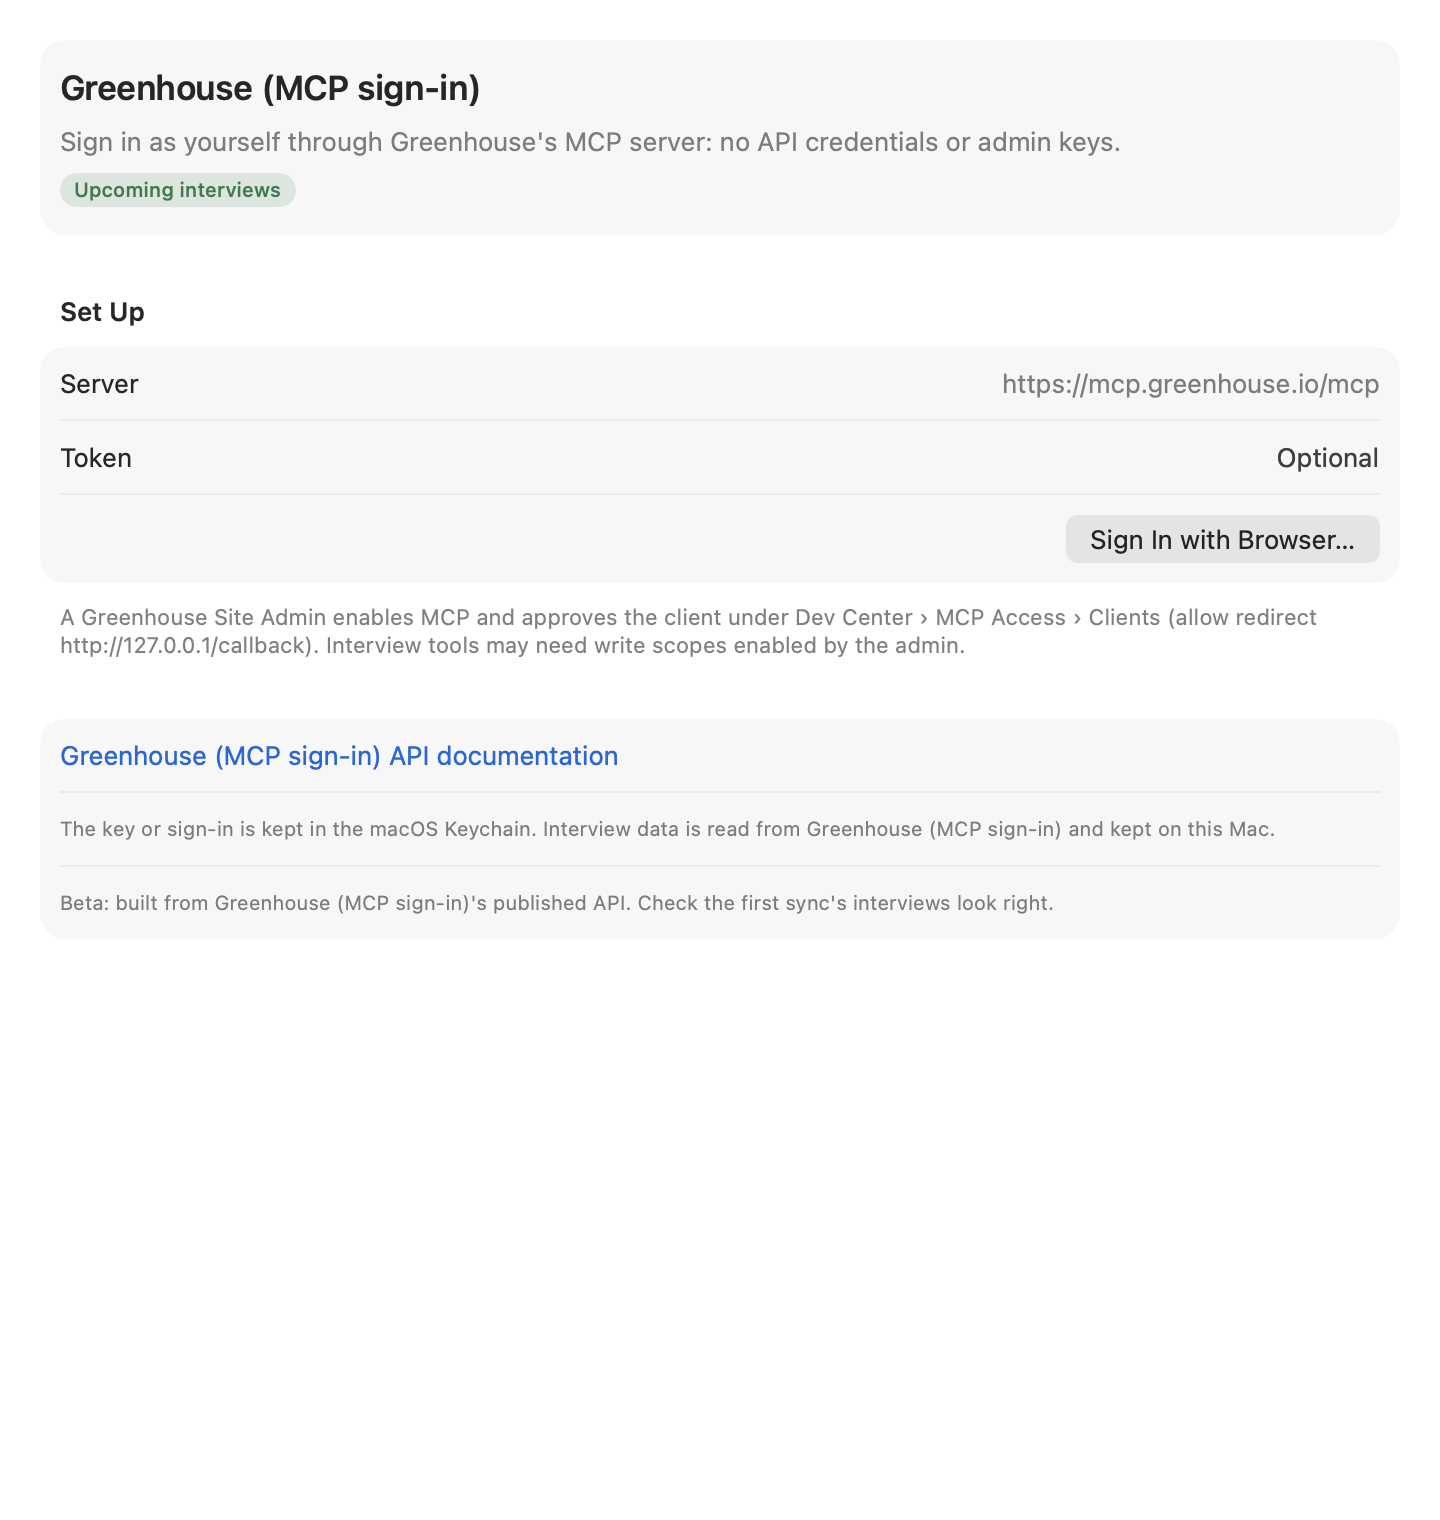 Greenhouse (MCP sign-in)
Sign in as yourself through Greenhouse's MCP server: no API credentials or admin keys.
Upcoming interviews
Set Up
Server https://mcp.greenhouse.io/mcp
Token Optional
Sign In with Browser...
A Greenhouse Site Admin enables MCP and approves the client under Dev Center › MCP Access › Clients (allow redirect
http://127.0.0.1/callback). Interview tools may need write scopes enabled by the admin.
Greenhouse (MCP sign-in) API documentation
The key or sign-in is kept in the macOS Keychain. Interview data is read from Greenhouse (MCP sign-in) and kept on this Mac.
Beta: built from Greenhouse (MCP sign-in)'s published API. Check the first sync's interviews look right.